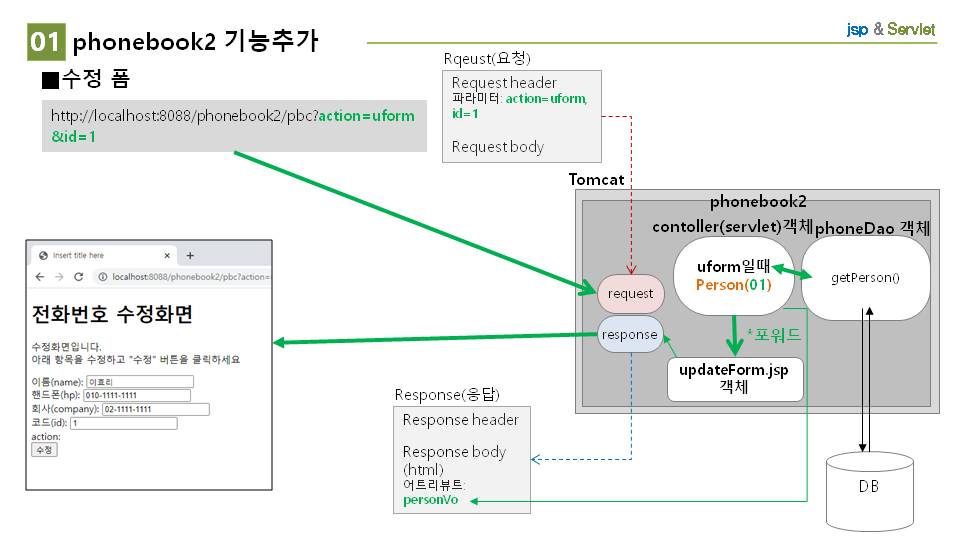 01 phonebook2 기능추가
jsp & Servlet
■수정 폼
http://localhost:8088/phonebook2/pbc?action=uform
&id=1
Rqeust(요청)
Request header
파라미터: action=uform,
id=1
Request body
Tomcat
phonebook2
contoller(servlet)객체
phoneDao 객체
uform일때
Person(01)
getPerson()
request
response
*포워드
updateForm.jsp
객체
Insert title here
localhost:8088/phonebook2/pbc?action=
전화번호 수정화면
수정화면입니다.
아래 항목을 수정하고 "수정" 버튼을 클릭하세요
이름(name): 이효리
핸드폰(hp): 010-1111-1111
회사(company): 02-1111-1111
코드(id): 1
action:
수정
Response(응답)
Response header
Response body
(html)
어트리뷰트:
personVo
DB